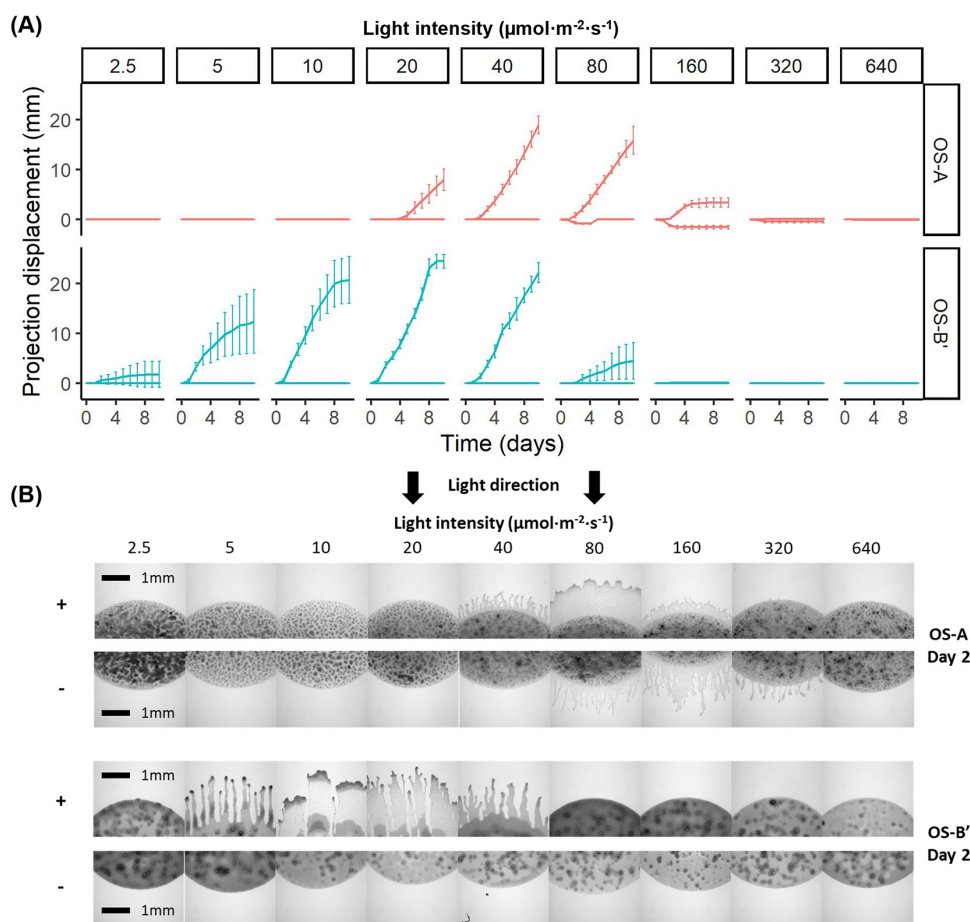 (A)
Light intensity (µmol·m⁻²·s⁻¹)
2.5 5 10 20 40 80 160 320 640
Projection displacement (mm)
20
10
0
OS-A
20
10
0
OS-B'
0 4 8 0 4 8 0 4 8 0 4 8 0 4 8 0 4 8 0 4 8 0 4 8 0 4 8
Time (days)
(B)
Light direction
Light intensity (µmol·m⁻²·s⁻¹)
2.5 5 10 20 40 80 160 320 640
1mm
+
OS-A
Day 2
-
1mm
1mm
+
OS-B'
Day 2
-
1mm